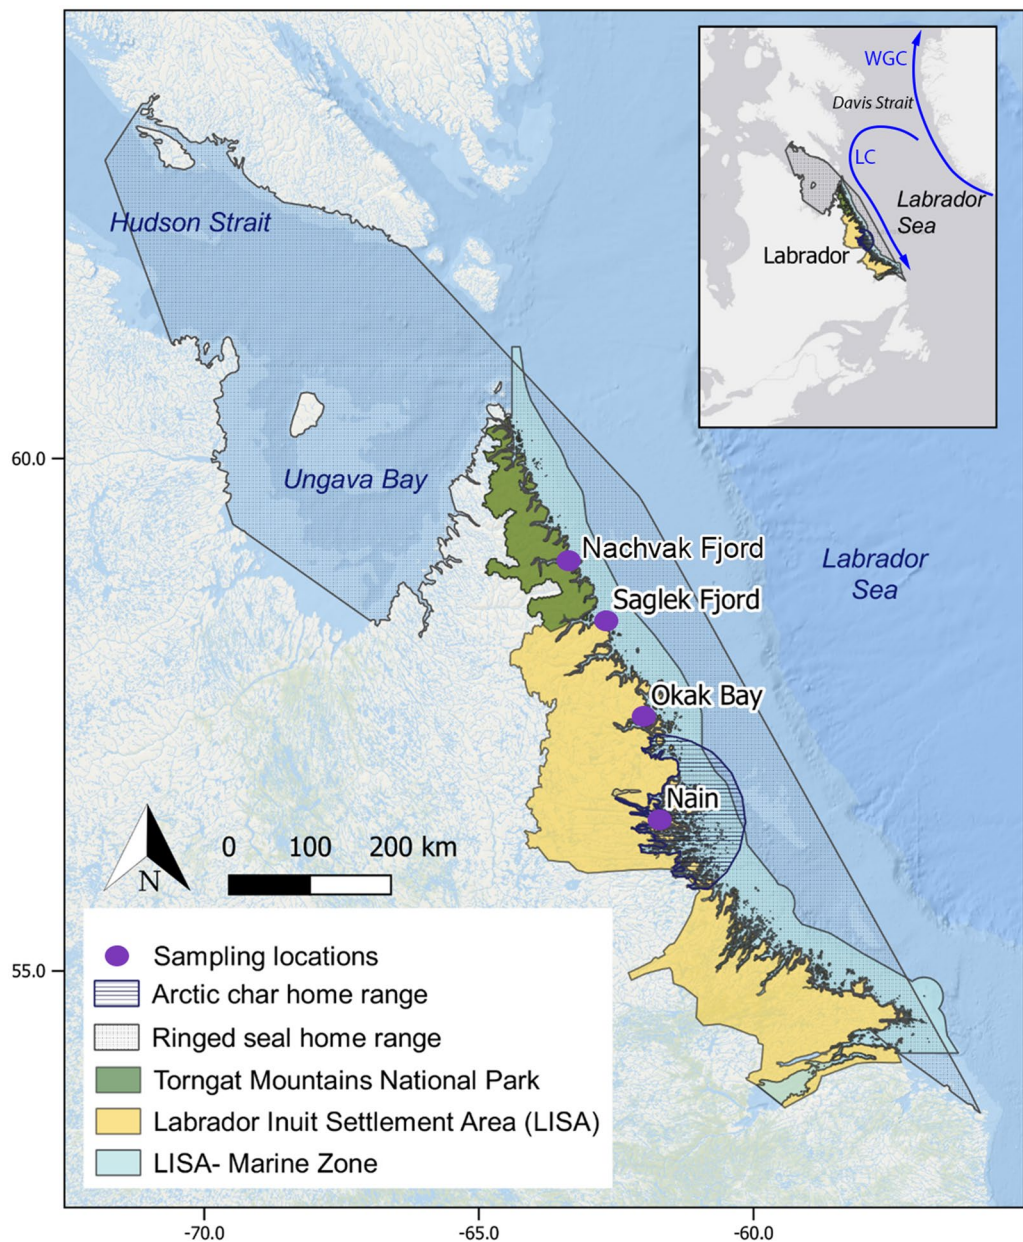 WGC
Davis Strait
LC
Labrador
Sea
Labrador
Hudson Strait
60.0
Ungava Bay
Nachvak Fjord
Labrador
Sea
Saglek Fjord
Okak Bay
Nain
N
0 100 200 km
55.0
Sampling locations
Arctic char home range
Ringed seal home range
Torngat Mountains National Park
Labrador Inuit Settlement Area (LISA)
LISA- Marine Zone
-70.0 -65.0 -60.0